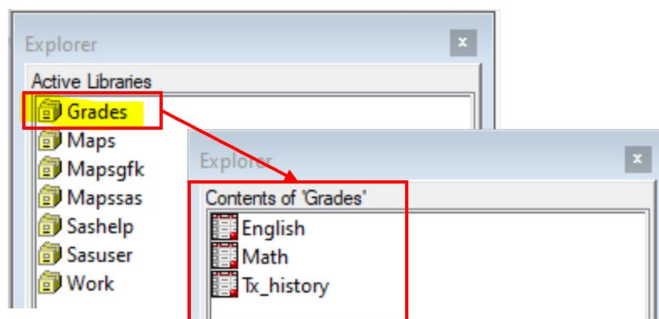 Explorer
x
Active Libraries
Grades
Maps
Mapsgfk
Mapssas
Sashelp
Sasuser
Work
Explorer
x
Contents of 'Grades'
English
Math
Tx_history